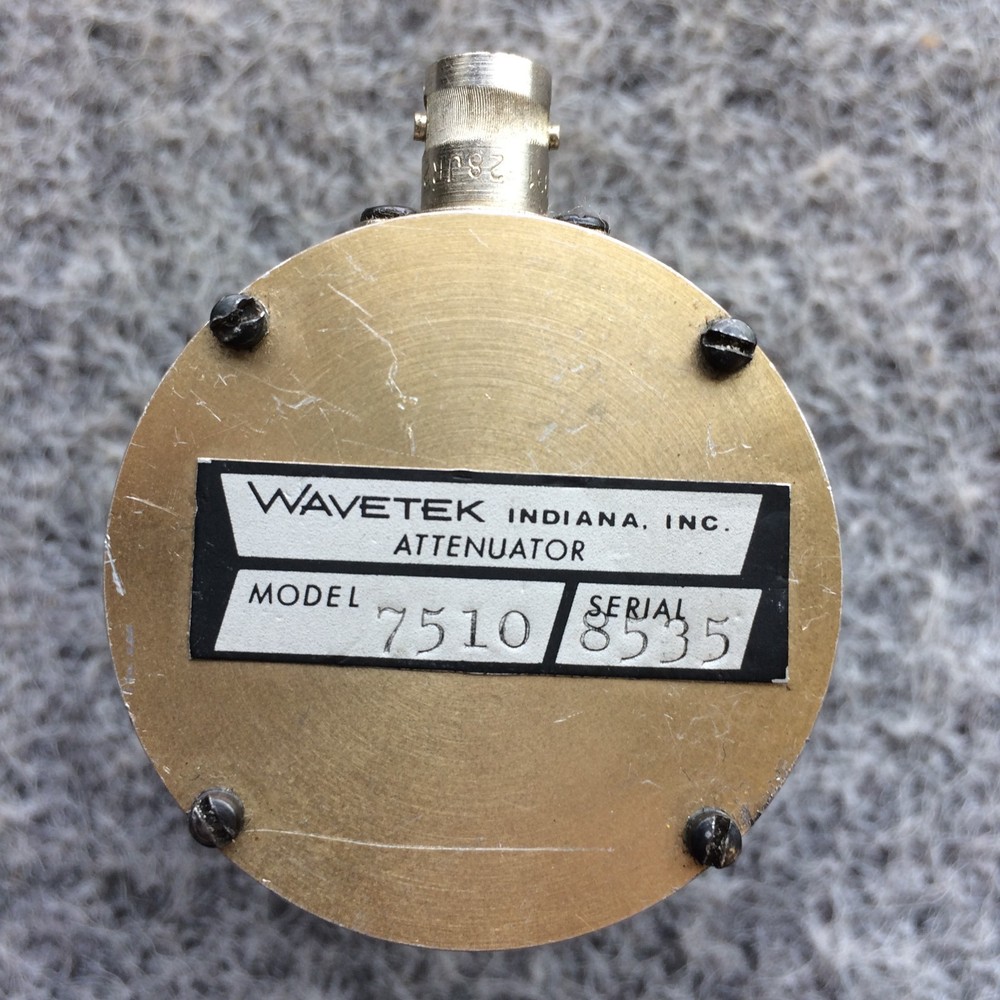 WAVETEK INDIANA, INC.
ATTENUATOR
MODEL 7510
SERIAL 8535